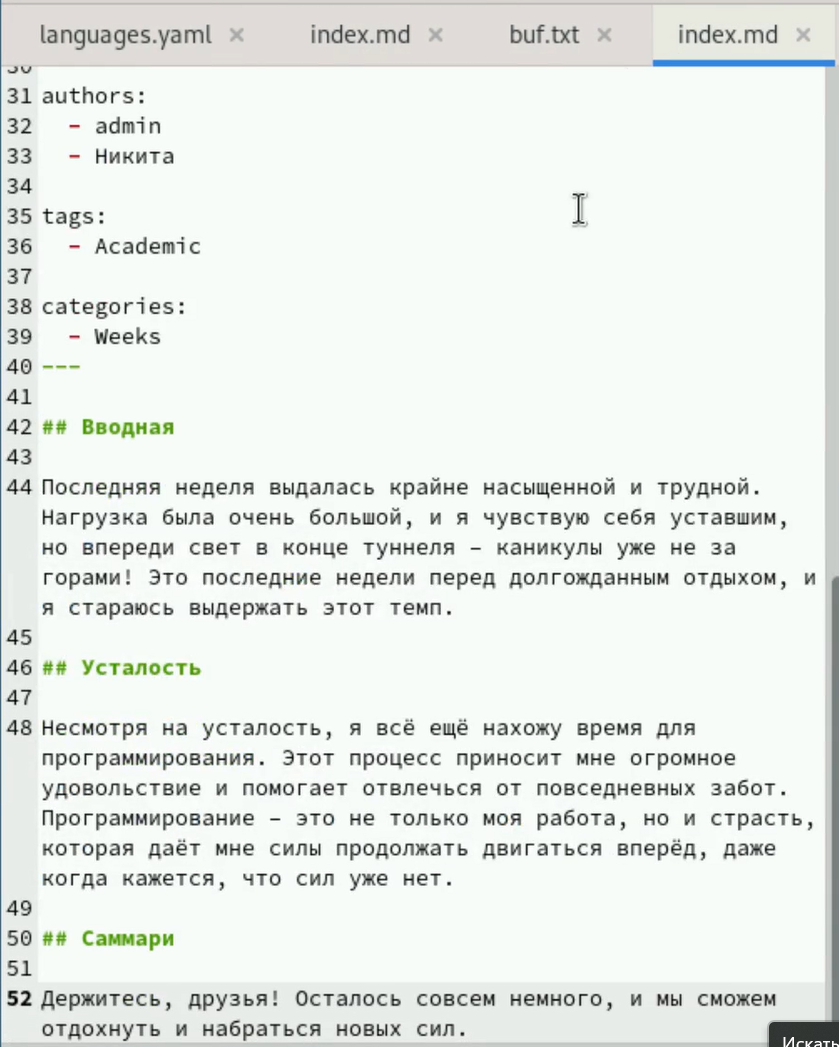 languages.yaml × index.md × buf.txt × index.md ×
30
31 authors:
32 - admin
33 - Никита
34
35 tags:
36 - Academic
37
38 categories:
39 - Weeks
40 ---
41
42 ## Вводная
43
44 Последняя неделя выдалась крайне насыщенной и трудной.
Нагрузка была очень большой, и я чувствую себя уставшим,
но впереди свет в конце туннеля – каникулы уже не за
горами! Это последние недели перед долгожданным отдыхом, и
я стараюсь выдержать этот темп.
45
46 ## Усталость
47
48 Несмотря на усталость, я всё ещё нахожу время для
программирования. Этот процесс приносит мне огромное
удовольствие и помогает отвлечься от повседневных забот.
Программирование – это не только моя работа, но и страсть,
которая даёт мне силы продолжать двигаться вперёд, даже
когда кажется, что сил уже нет.
49
50 ## Саммари
51
52 Держитесь, друзья! Осталось совсем немного, и мы сможем
отдохнуть и набраться новых сил.
Искать